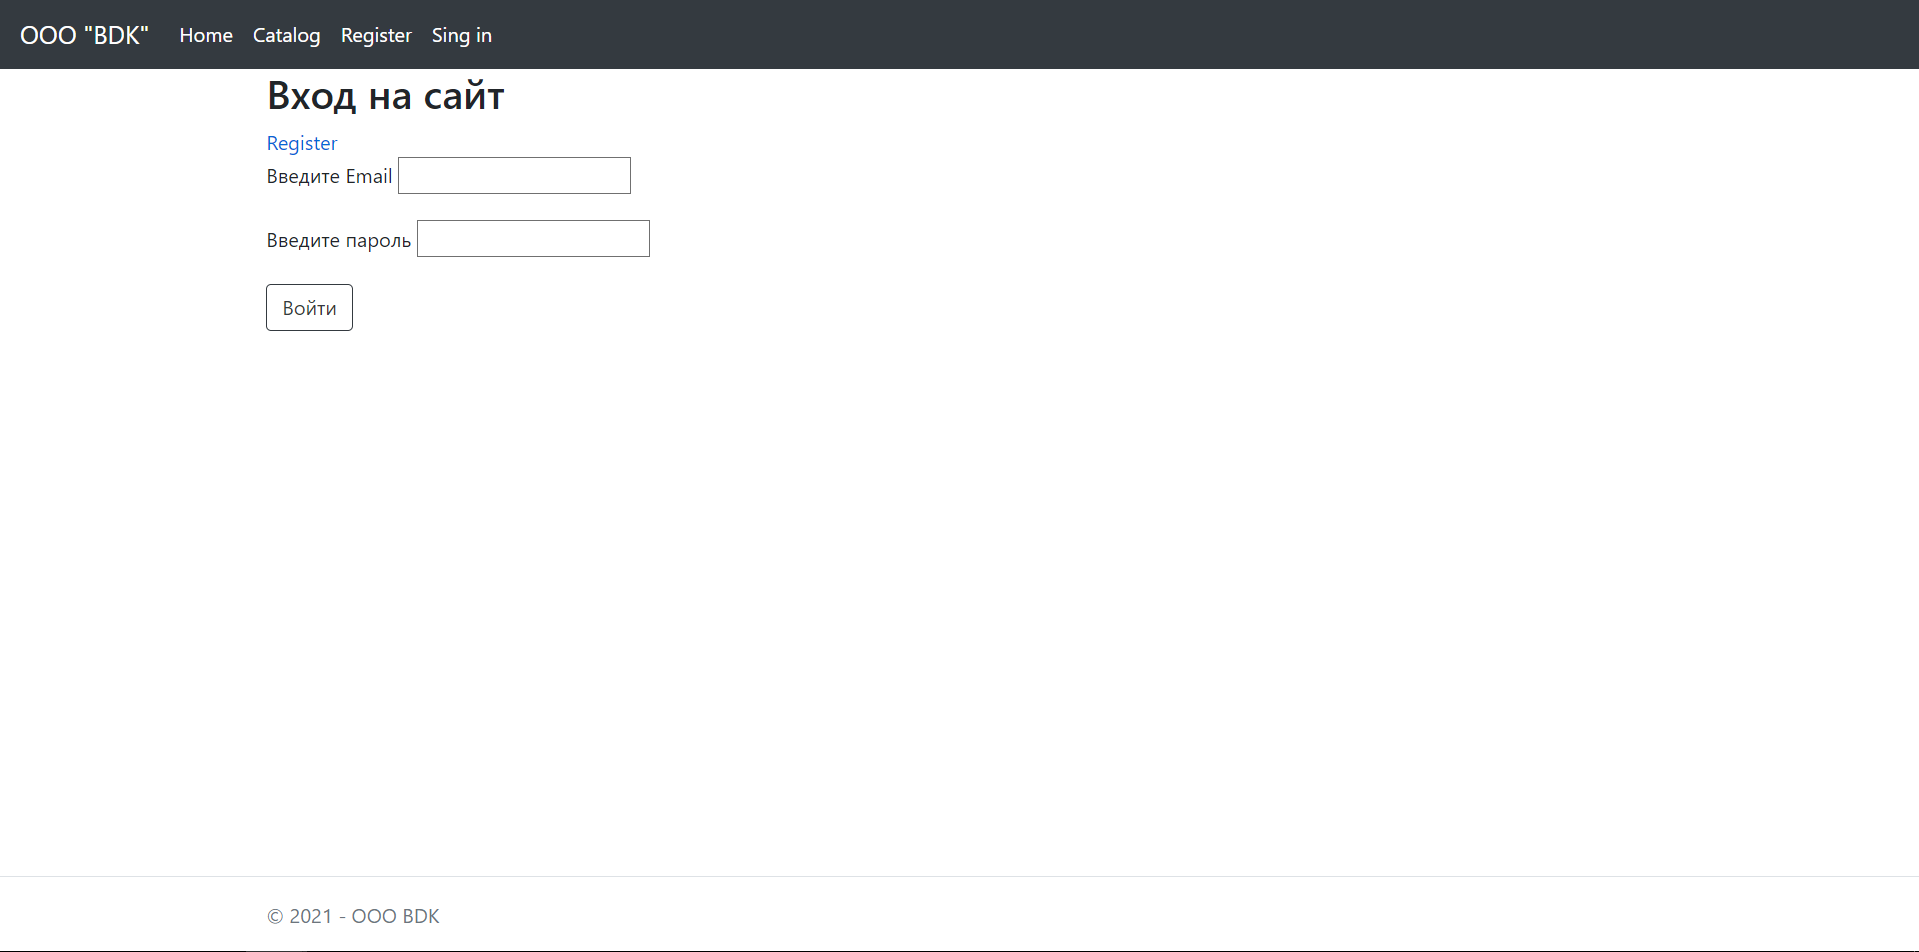 ООО "BDK" Home Catalog Register Sing in
Вход на сайт
Register
Введите Email
Введите пароль
Войти
© 2021 - ООО BDK